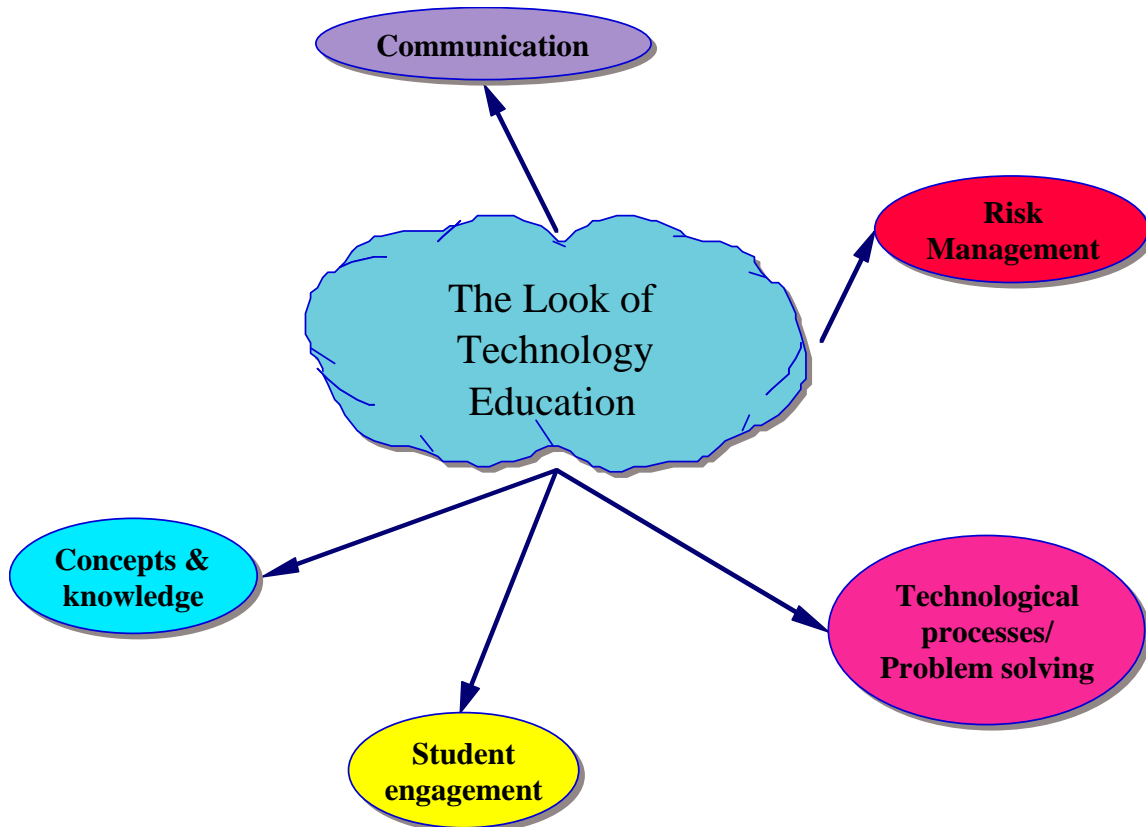 Communication
Risk
Management
The Look of
Technology
Education
Concepts &
knowledge
Technological
processes/
Problem solving
Student
engagement